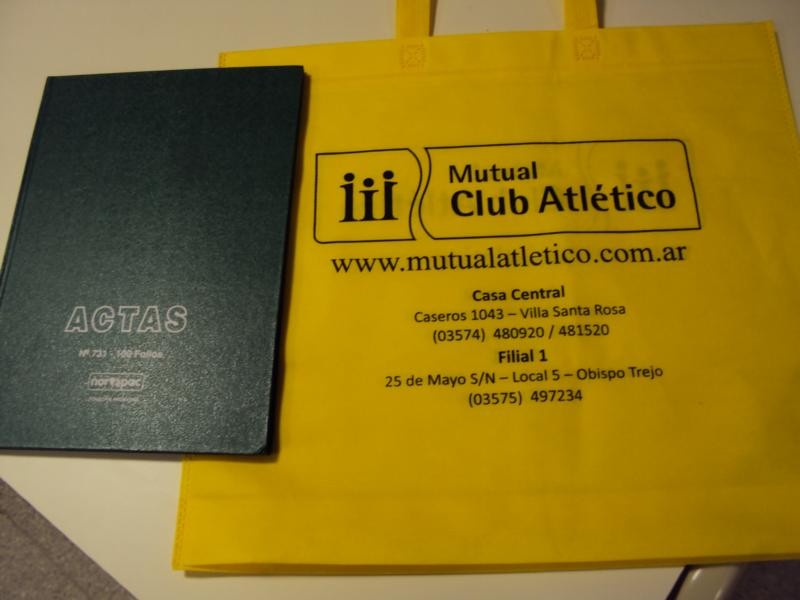 ACTAS
Nº 731 - 100 Folios
norpac
Mutual
Club Atlético
www.mutualatletico.com.ar
Casa Central
Caseros 1043 – Villa Santa Rosa
(03574) 480920 / 481520
Filial 1
25 de Mayo S/N – Local 5 – Obispo Trejo
(03575) 497234